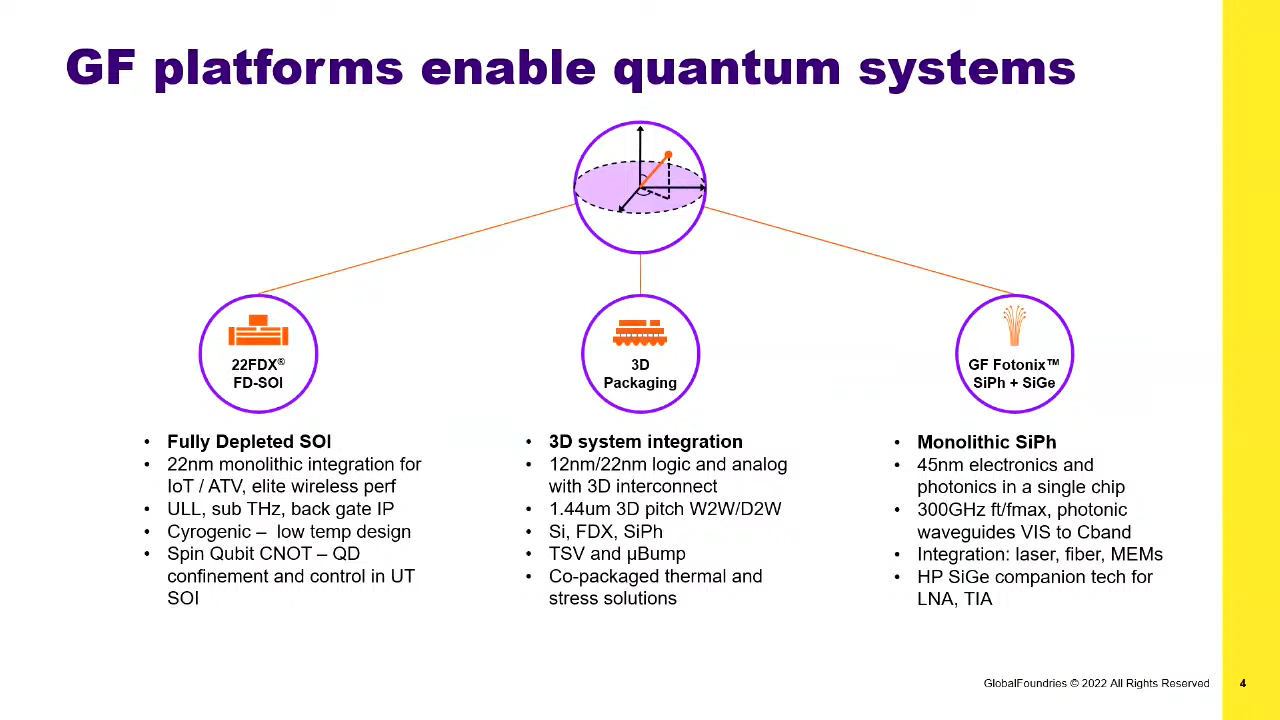 GF platforms enable quantum systems
22FDX®
FD-SOI
3D
Packaging
GF Fotonix™
SiPh + SiGe
• Fully Depleted SOI
• 22nm monolithic integration for
IoT / ATV, elite wireless perf
• ULL, sub THz, back gate IP
• Cyrogenic – low temp design
• Spin Qubit CNOT – QD
confinement and control in UT
SOI
• 3D system integration
• 12nm/22nm logic and analog
with 3D interconnect
• 1.44um 3D pitch W2W/D2W
• Si, FDX, SiPh
• TSV and µBump
• Co-packaged thermal and
stress solutions
• Monolithic SiPh
• 45nm electronics and
photonics in a single chip
• 300GHz ft/fmax, photonic
waveguides VIS to Cband
• Integration: laser, fiber, MEMs
• HP SiGe companion tech for
LNA, TIA
GlobalFoundries © 2022 All Rights Reserved
4